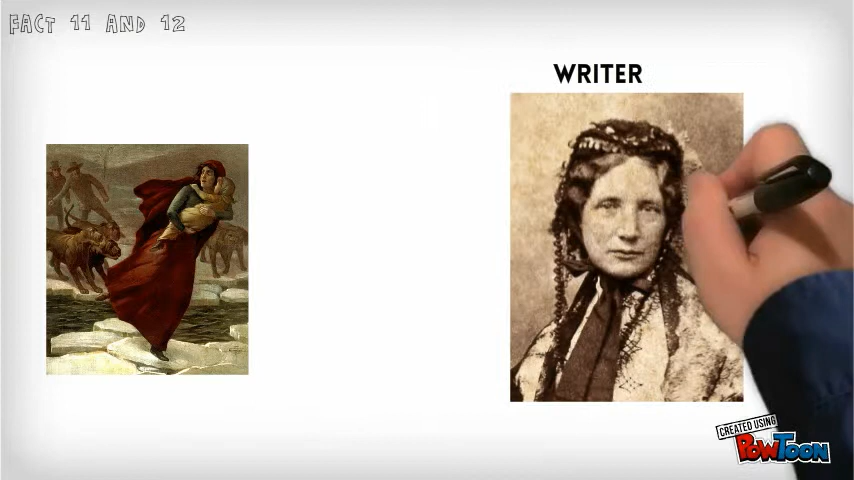 FACT 11 AND 12
WRITER
CREATED USING
POWTOON